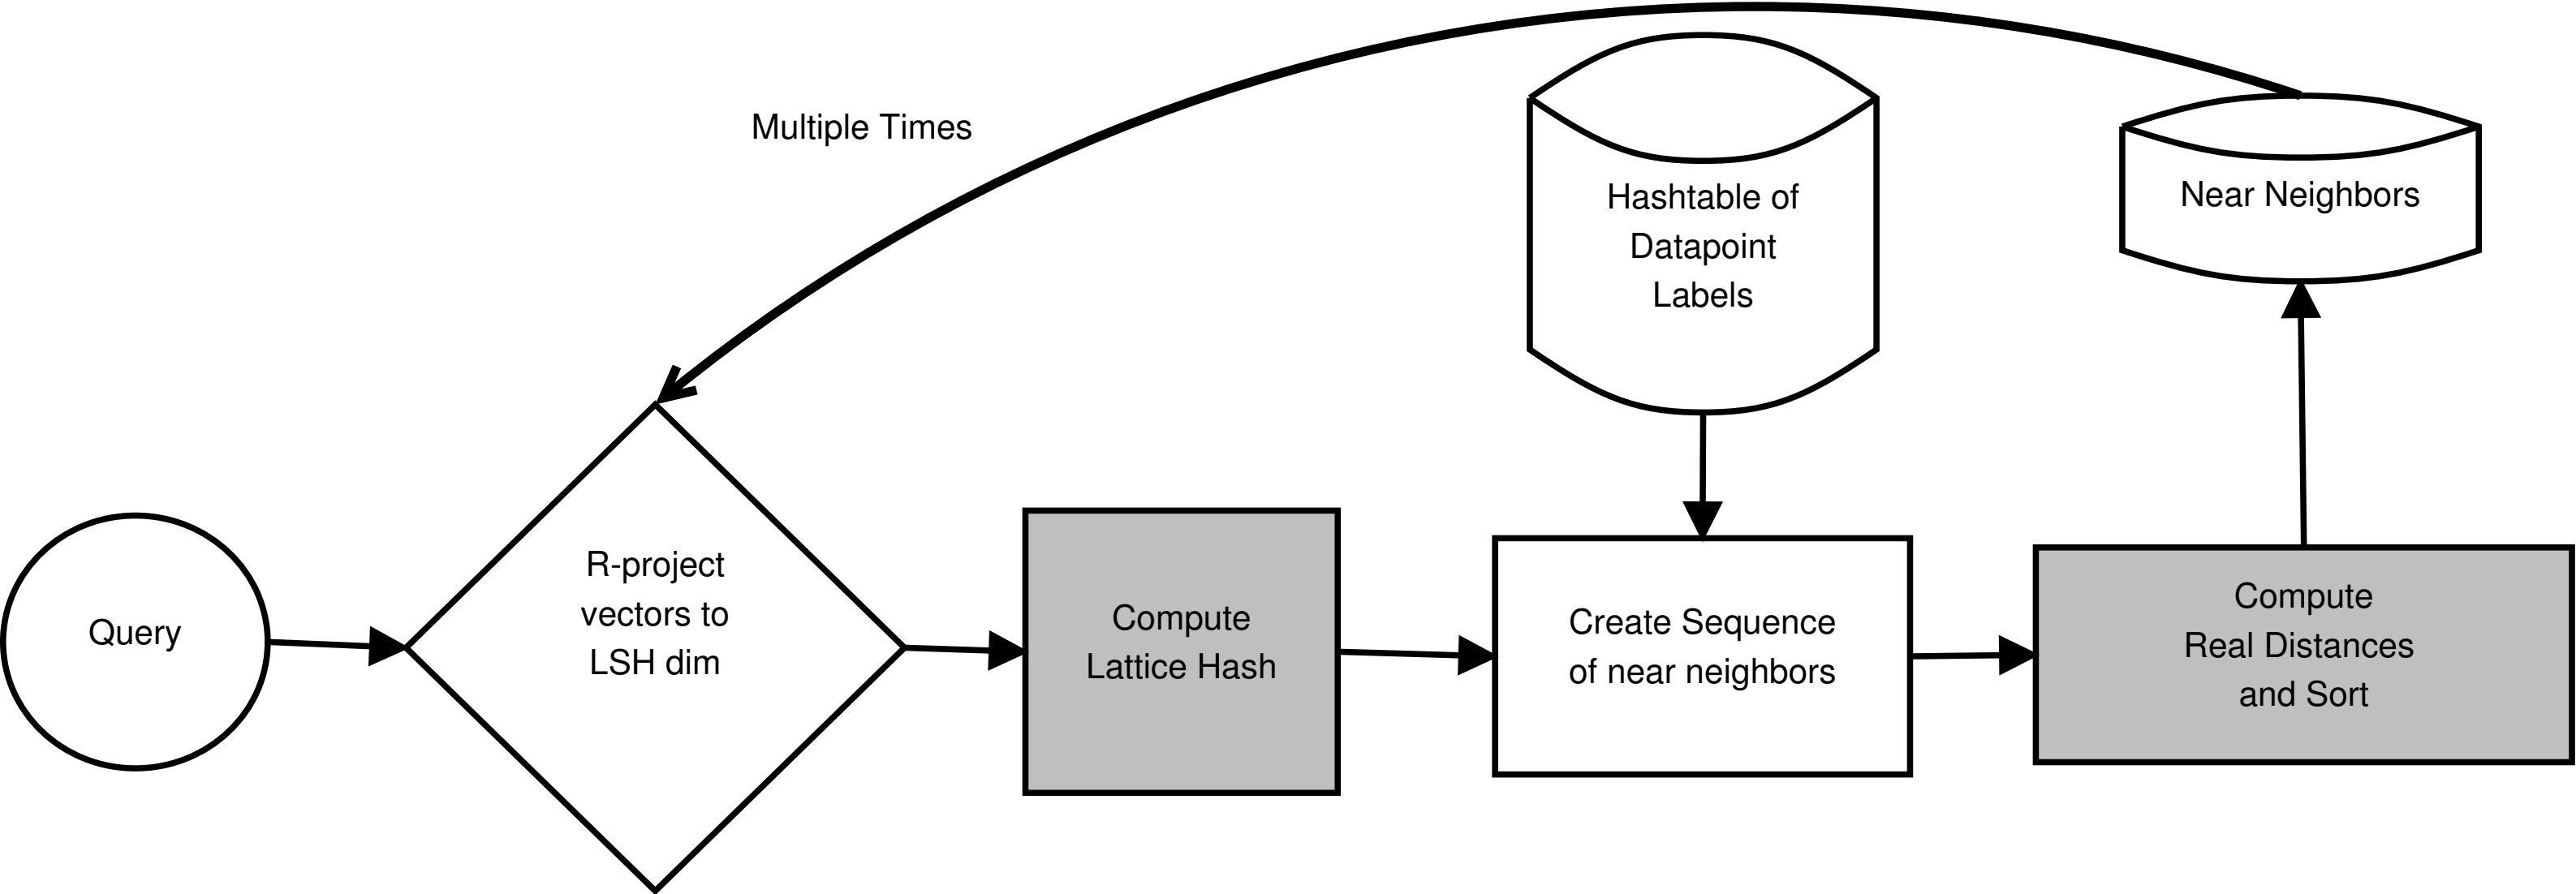 Multiple Times
Hashtable of
Datapoint
Labels
Near Neighbors
Query
R-project
vectors to
LSH dim
Compute
Lattice Hash
Create Sequence
of near neighbors
Compute
Real Distances
and Sort